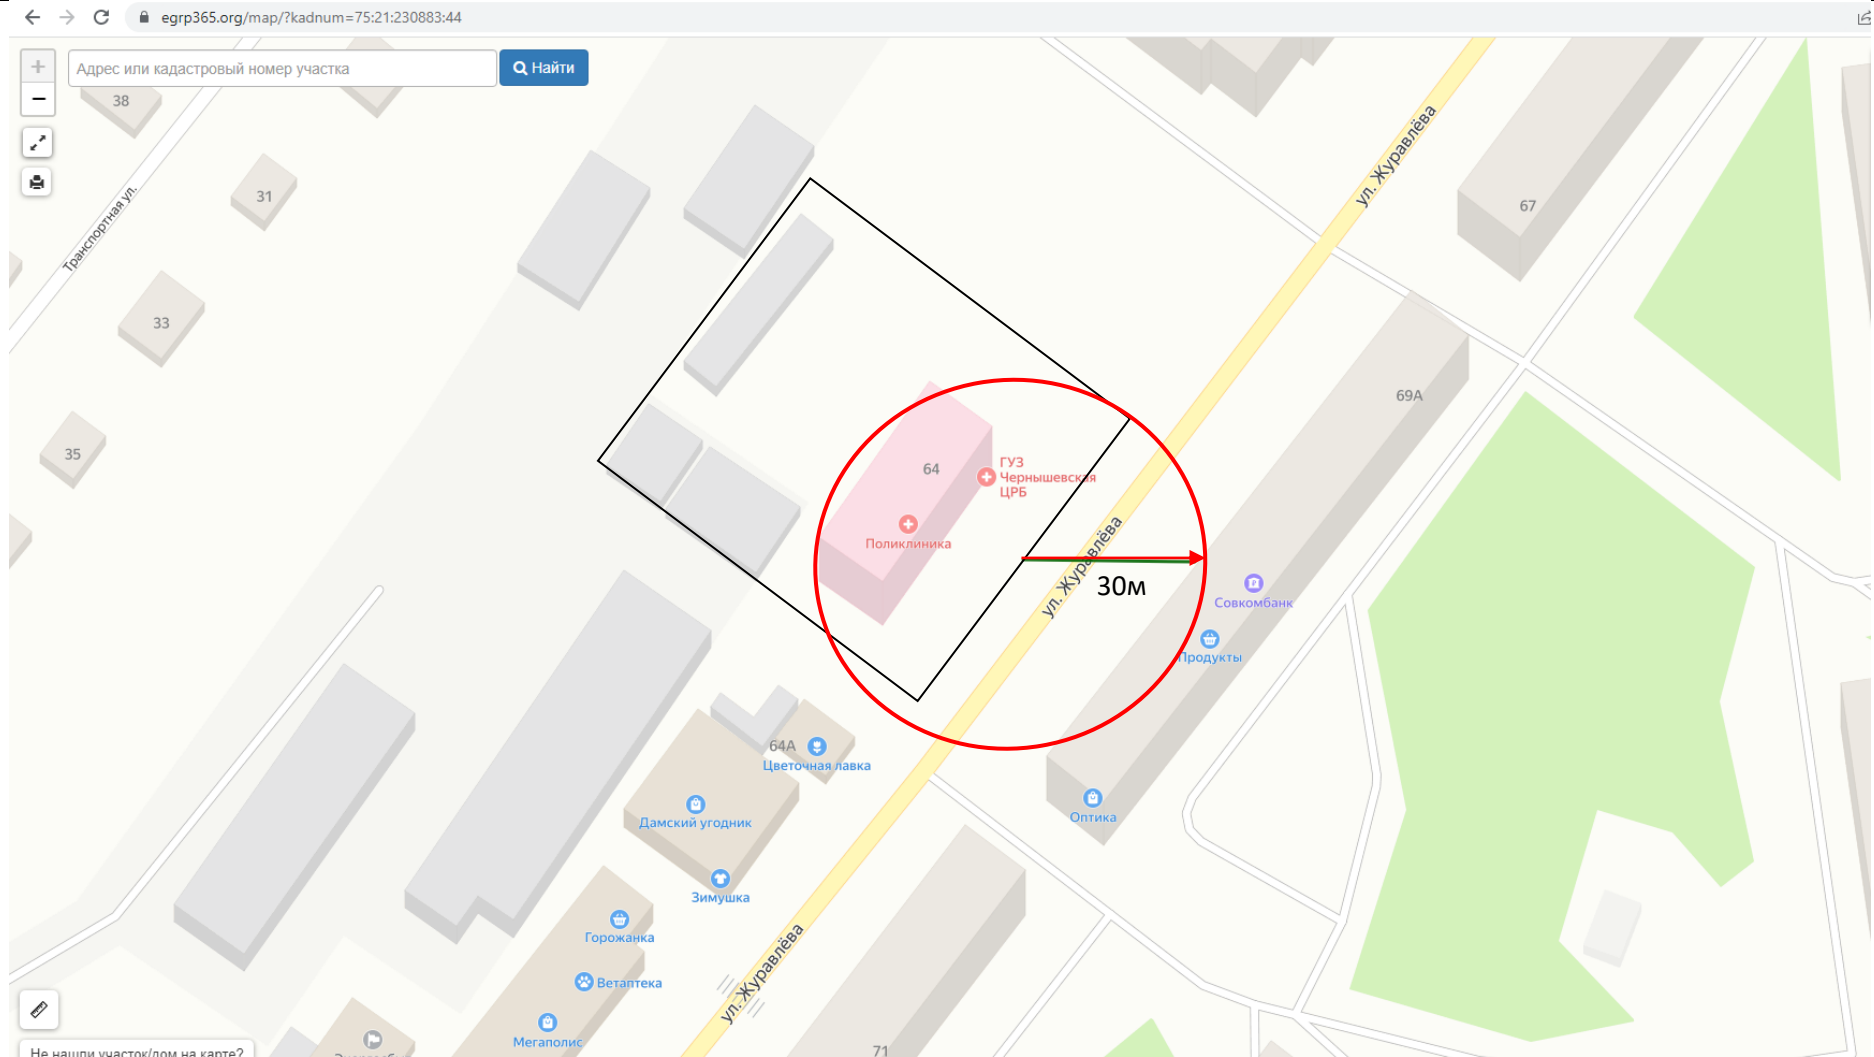 egrp365.org/map/?kadnum=75:21:230883:44
Адрес или кадастровый номер участка
Найти
38
ул. Журавлёва
31
67
Транспортная ул.
33
69А
35
64
ГУЗ
Чернышевская
ЦРБ
Поликлиника
ул. Журавлёва
30м
Совкомбанк
Продукты
64А
Цветочная лавка
Дамский угодник
Оптика
Зимушка
Горожанка
ул. Журавлёва
Ветаптека
Мегаполис
71
Не нашли участок/дом на карте?